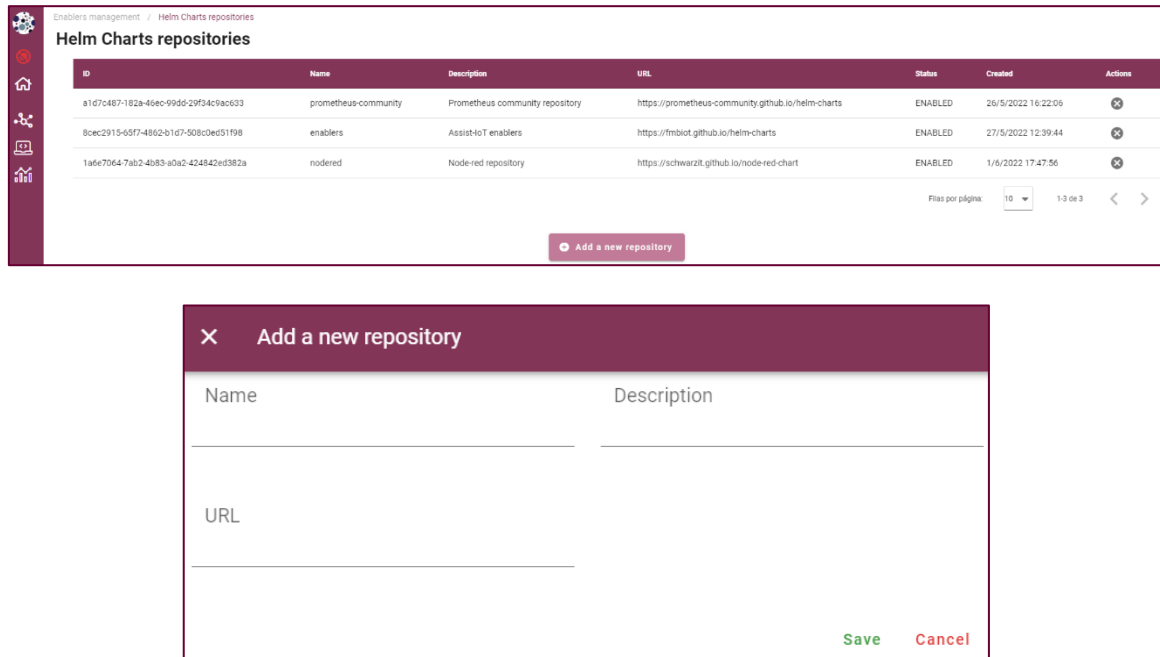 Enablers management / Helm Charts repositories
Helm Charts repositories
ID Name Description URL Status Created Actions
a1d7c487-182a-46ec-99dd-29f34c9ac633 prometheus-community Prometheus community repository https://prometheus-community.github.io/helm-charts ENABLED 26/5/2022 16:22:06
8cec2915-65f7-4862-b1d7-508c0ed51f98 enablers Assist-IoT enablers https://fmbiot.github.io/helm-charts ENABLED 27/5/2022 12:39:44
1a6e7064-7ab2-4b83-a0a2-424842ed382a nodered Node-red repository https://schwarzit.github.io/node-red-chart ENABLED 1/6/2022 17:47:56
Filas por página: 10 1-3 de 3
Add a new repository
Add a new repository
Name Description
URL
Save Cancel